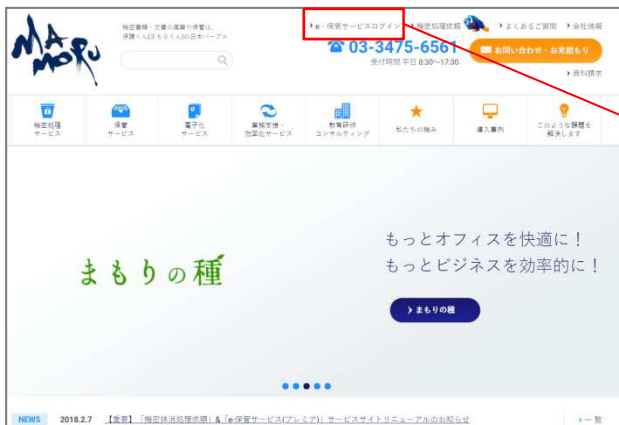 MAMORU
機密書類・文書の廃棄や保管は、
保護くん(まもるくん)の日本パープル
e-保管サービスログイン
機密処理依頼
よくあるご質問
会社情報
03-3475-6561
受付時間 平日 8:30～17:30
お問い合わせ・お見積もり
資料請求
機密処理
サービス
保管
サービス
電子化
サービス
業務支援・
効率化サービス
教育研修
コンサルティング
私たちの強み
導入事例
このような課題を
解決します
もっとオフィスを快適に！
もっとビジネスを効率的に！
まもりの種
まもりの種
NEWS 2018.2.7 【重要】「機密抹消処理依頼」&「e-保管サービス(プレミア)」サービスサイトリニューアルのお知らせ
一覧